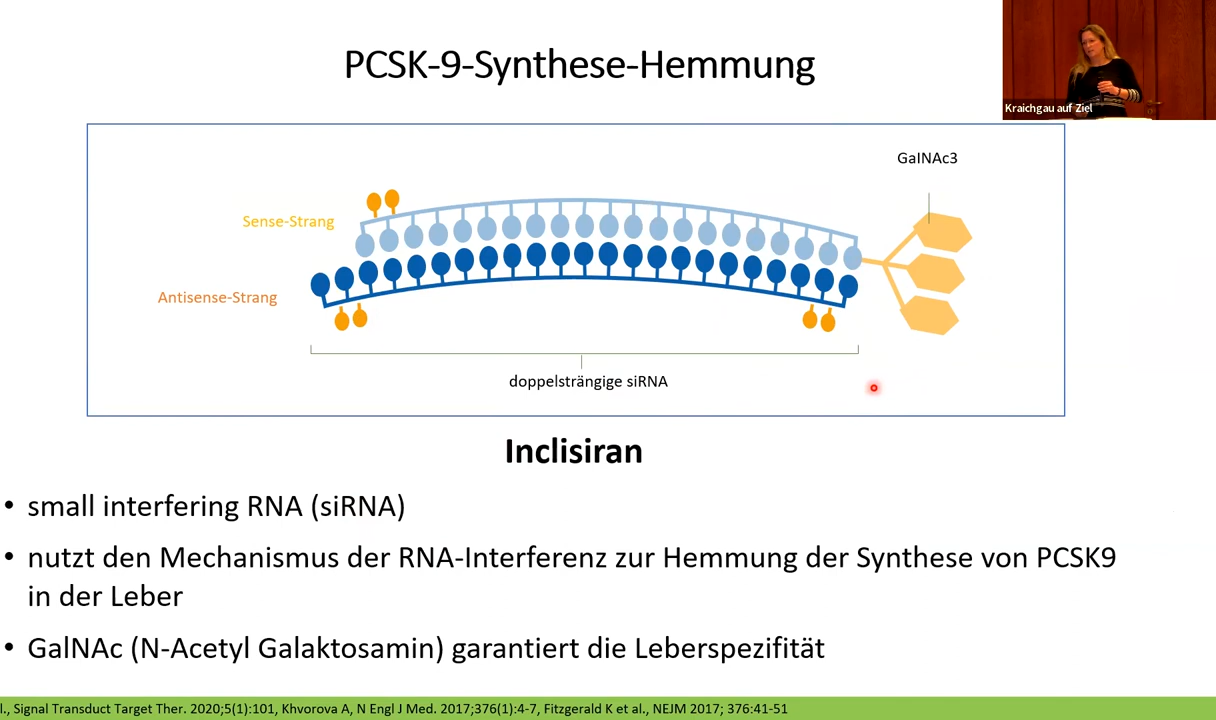 PCSK-9-Synthese-Hemmung
Kraichgau auf Ziel
GalNAc3
Sense-Strang
Antisense-Strang
doppelsträngige siRNA
Inclisiran
• small interfering RNA (siRNA)
• nutzt den Mechanismus der RNA-Interferenz zur Hemmung der Synthese von PCSK9
in der Leber
• GalNAc (N-Acetyl Galaktosamin) garantiert die Leberspezifität
l., Signal Transduct Target Ther. 2020;5(1):101, Khvorova A, N Engl J Med. 2017;376(1):4-7, Fitzgerald K et al., NEJM 2017; 376:41-51